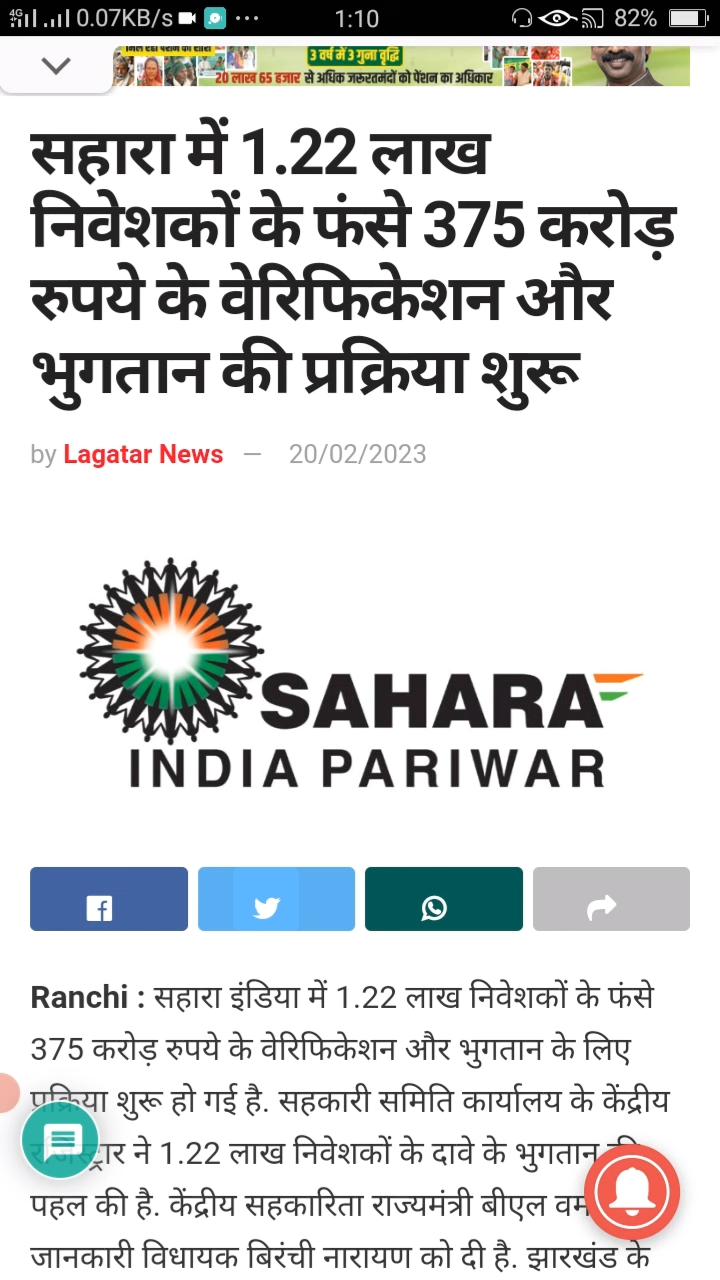 4G 0.07KB/s ... 1:10 82%
3 वर्ष में 3 गुना वृद्धि
20 लाख 65 हजार से अधिक जरूरतमंदों को पेंशन का अधिकार
सहारा में 1.22 लाख
निवेशकों के फंसे 375 करोड़
रुपये के वेरिफिकेशन और
भुगतान की प्रक्रिया शुरू
by Lagatar News — 20/02/2023
SAHARA
INDIA PARIWAR
Ranchi : सहारा इंडिया में 1.22 लाख निवेशकों के फंसे
375 करोड़ रुपये के वेरिफिकेशन और भुगतान के लिए
प्रक्रिया शुरू हो गई है. सहकारी समिति कार्यालय के केंद्रीय
ने 1.22 लाख निवेशकों के दावे के भुगतान
पहल की है. केंद्रीय सहकारिता राज्यमंत्री बीएल
जानकारी विधायक बिरंची नारायण को दी है. झारखंड के